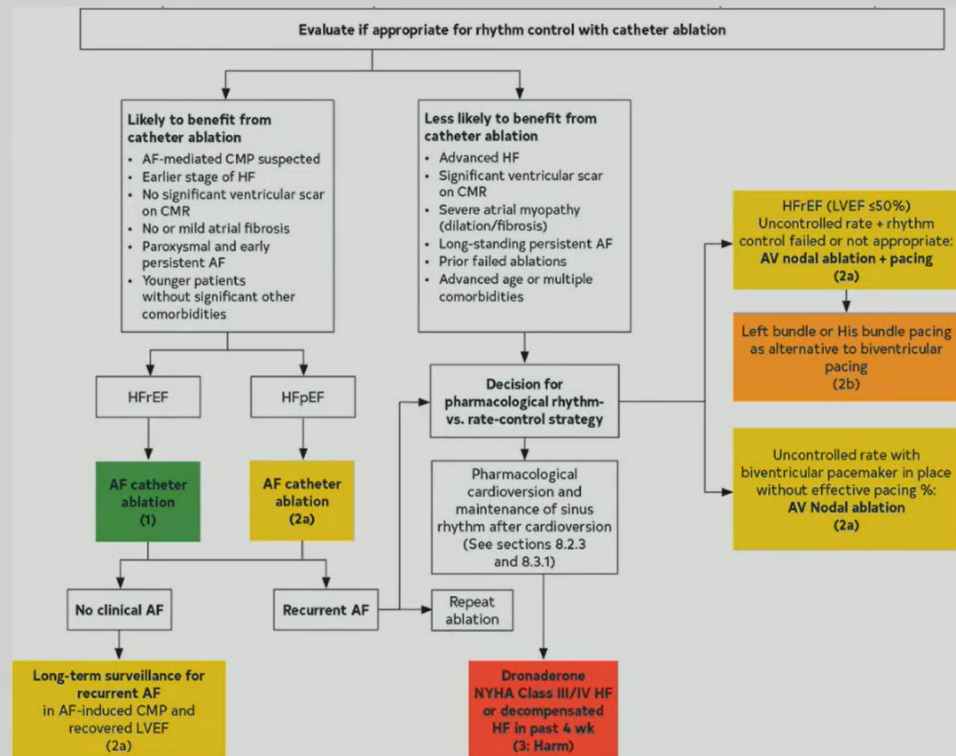 Evaluate if appropriate for rhythm control with catheter ablation
Likely to benefit from
catheter ablation
• AF-mediated CMP suspected
• Earlier stage of HF
• No significant ventricular scar
on CMR
• No or mild atrial fibrosis
• Paroxysmal and early
persistent AF
• Younger patients
without significant other
comorbidities
Less likely to benefit from
catheter ablation
• Advanced HF
• Significant ventricular scar
on CMR
• Severe atrial myopathy
(dilation/fibrosis)
• Long-standing persistent AF
• Prior failed ablations
• Advanced age or multiple
comorbidities
HFrEF (LVEF ≤50%)
Uncontrolled rate + rhythm
control failed or not appropriate:
AV nodal ablation + pacing
(2a)
Left bundle or His bundle pacing
as alternative to biventricular
pacing
(2b)
HFrEF
HFpEF
Decision for
pharmacological rhythm-
vs. rate-control strategy
AF catheter
ablation
(1)
AF catheter
ablation
(2a)
Pharmacological
cardioversion and
maintenance of sinus
rhythm after cardioversion
(See sections 8.2.3
and 8.3.1)
Uncontrolled rate with
biventricular pacemaker in place
without effective pacing %:
AV Nodal ablation
(2a)
No clinical AF
Recurrent AF
Repeat
ablation
Long-term surveillance for
recurrent AF
in AF-induced CMP and
recovered LVEF
(2a)
Dronaderone
NYHA Class III/IV HF
or decompensated
HF in past 4 wk
(3: Harm)